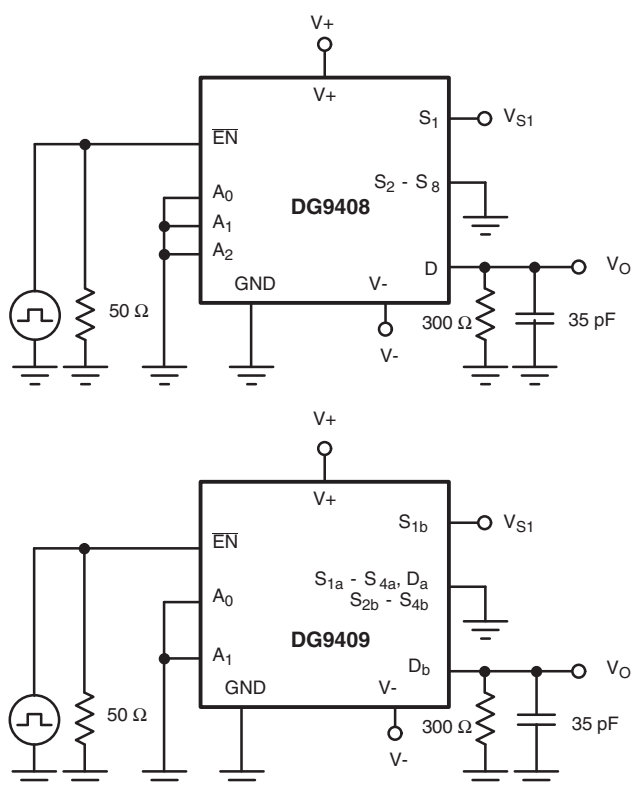 V+
V+
S1 VS1
EN
S2 - S8
A0
DG9408
A1
A2
D VO
GND V-
50 Ω 300 Ω 35 pF
V-
V+
V+
S1b VS1
EN
S1a - S4a, Da
A0
S2b - S4b
DG9409
A1
Db VO
GND V-
50 Ω 300 Ω 35 pF
V-